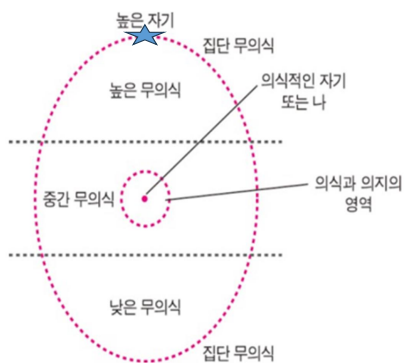 높은 자기
집단 무의식
높은 무의식
의식적인 자기
또는 나
중간 무의식
의식과 의지의
영역
낮은 무의식
집단 무의식